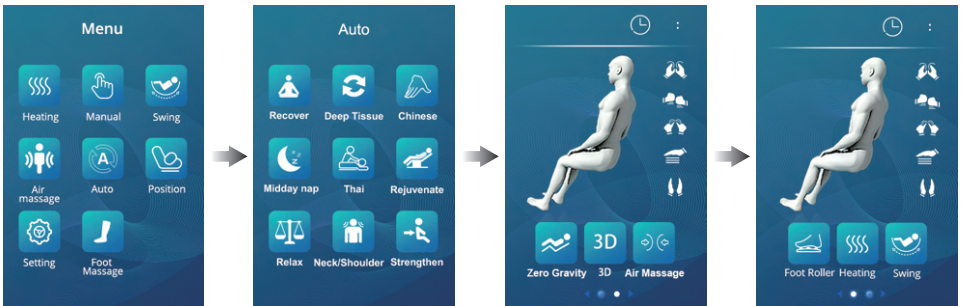 Menu
Heating Manual Swing
Air
massage
Auto Position
Setting Foot
Massage
Auto
Recover Deep Tissue Chinese
Midday nap Thai Rejuvenate
Relax Neck/Shoulder Strengthen
:
3D
Zero Gravity 3D Air Massage
:
Foot Roller Heating Swing